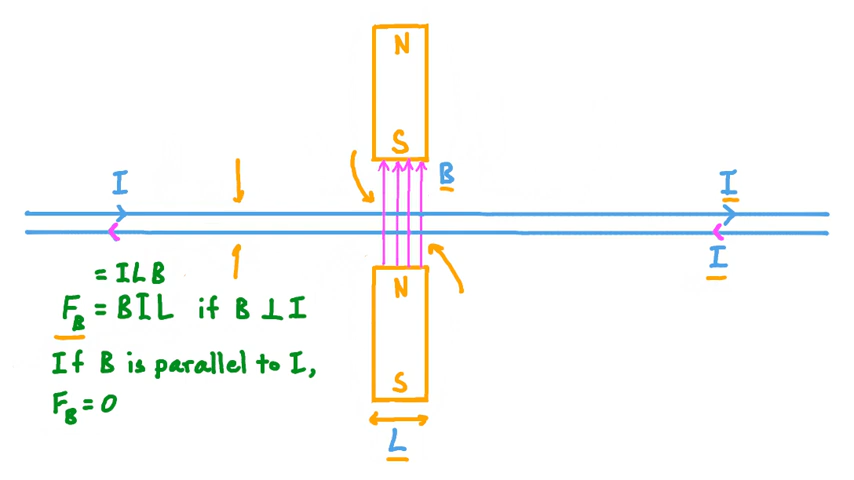 N
S
B
I
I
I
= ILB
F_B = BIL if B ⊥ I
If B is parallel to I,
F_B = 0
N
S
L